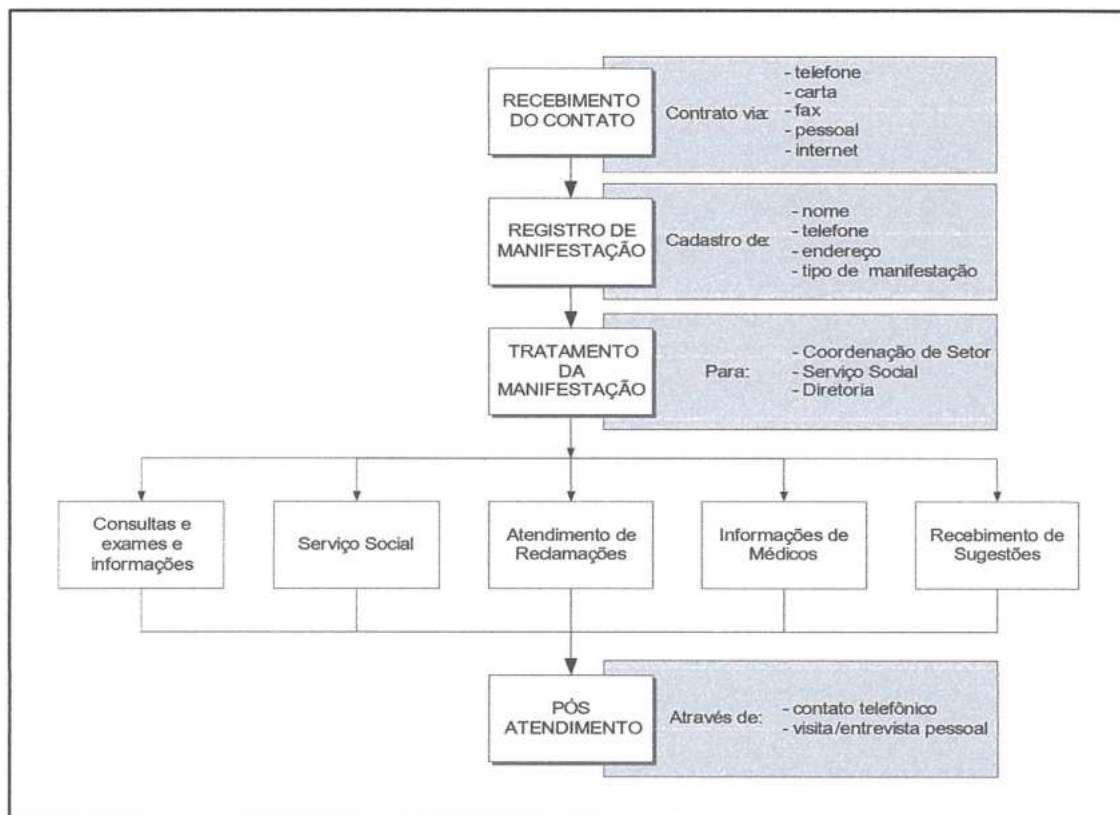 RECEBIMENTO
DO CONTATO
Contrato via:
- telefone
- carta
- fax
- pessoal
- internet
REGISTRO DE
MANIFESTAÇÃO
Cadastro de:
- nome
- telefone
- endereço
- tipo de manifestação
TRATAMENTO
DA
MANIFESTAÇÃO
Para:
- Coordenação de Setor
- Serviço Social
- Diretoria
Consultas e
exames e
informações
Serviço Social
Atendimento de
Reclamações
Informações de
Médicos
Recebimento de
Sugestões
PÓS
ATENDIMENTO
Através de:
- contato telefônico
- visita/entrevista pessoal